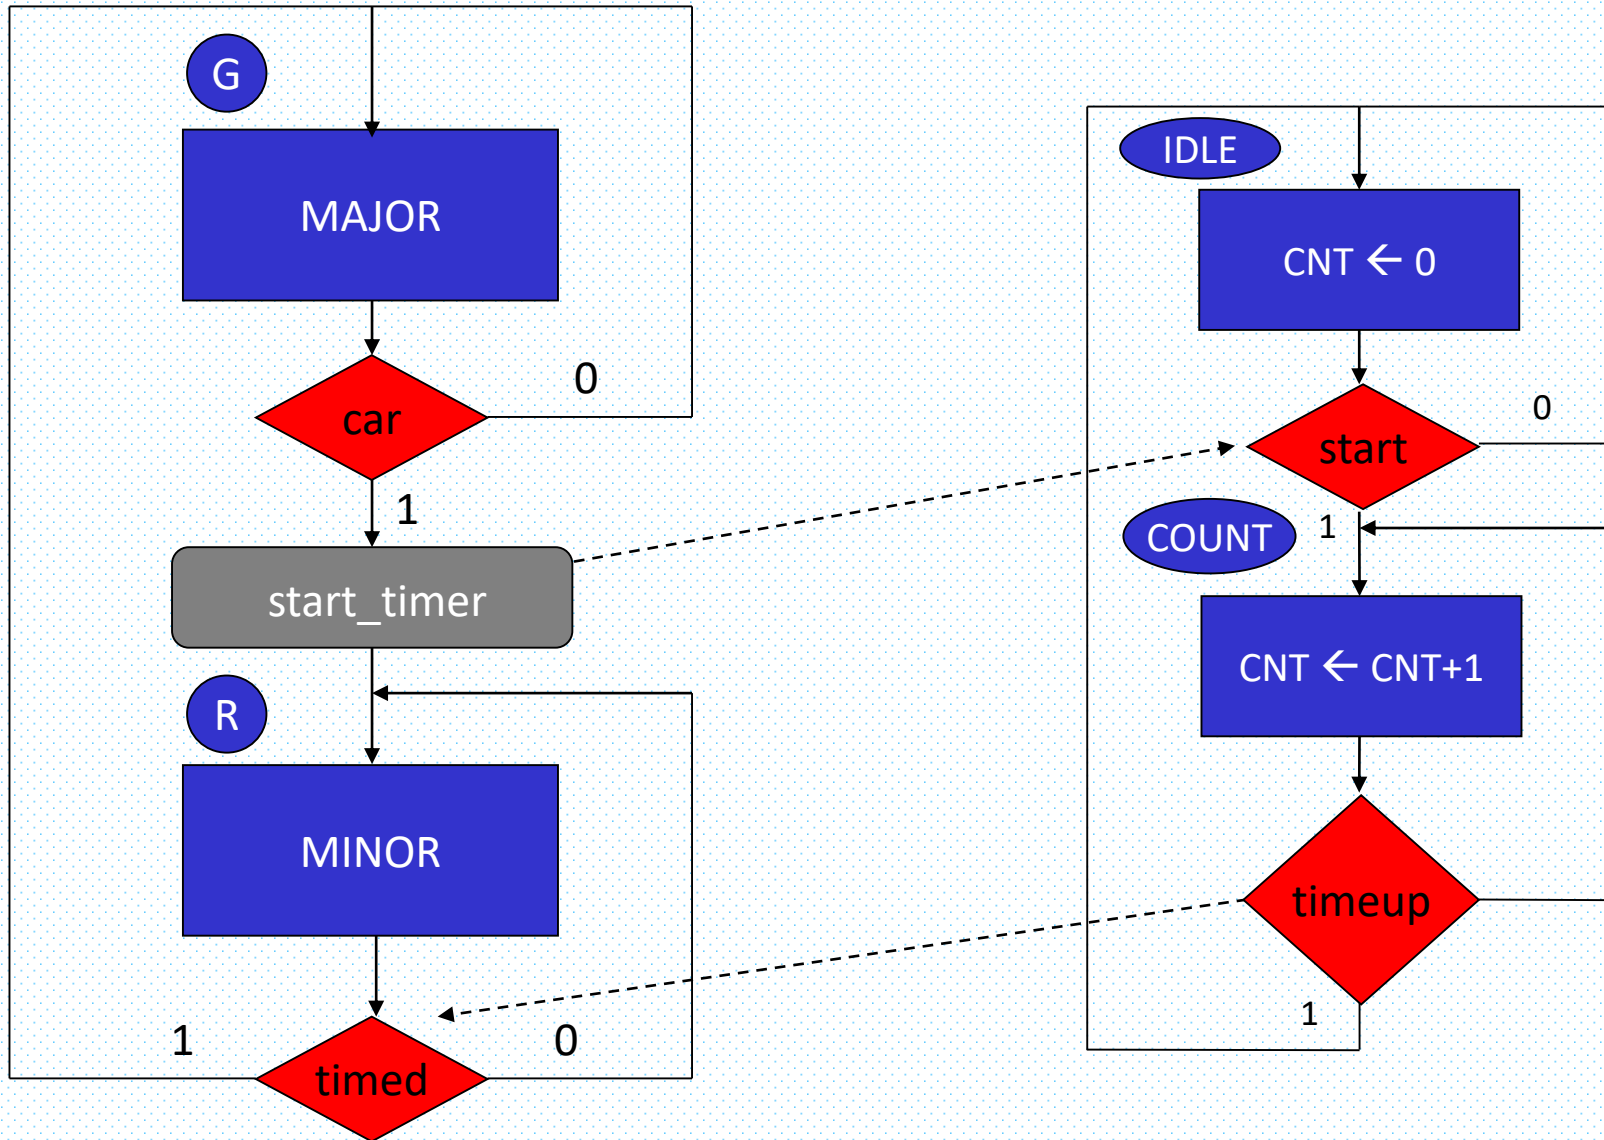 G
MAJOR
car
0
1
start_timer
R
MINOR
1
0
timed
IDLE
CNT ← 0
start
0
1
COUNT
CNT ← CNT+1
timeup
1